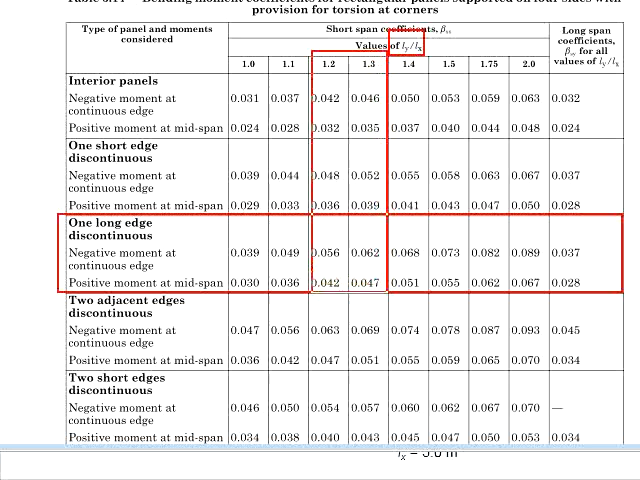 provision for torsion at corners
Type of panel and moments considered | Short span coefficients, βsx | Long span coefficients, βsy for all values of ly/lx
Values of ly/lx
1.0 1.1 1.2 1.3 1.4 1.5 1.75 2.0
Interior panels
Negative moment at continuous edge 0.031 0.037 0.042 0.046 0.050 0.053 0.059 0.063 0.032
Positive moment at mid-span 0.024 0.028 0.032 0.035 0.037 0.040 0.044 0.048 0.024
One short edge discontinuous
Negative moment at continuous edge 0.039 0.044 0.048 0.052 0.055 0.058 0.063 0.067 0.037
Positive moment at mid-span 0.029 0.033 0.036 0.039 0.041 0.043 0.047 0.050 0.028
One long edge discontinuous
Negative moment at continuous edge 0.039 0.049 0.056 0.062 0.068 0.073 0.082 0.089 0.037
Positive moment at mid-span 0.030 0.036 0.042 0.047 0.051 0.055 0.062 0.067 0.028
Two adjacent edges discontinuous
Negative moment at continuous edge 0.047 0.056 0.063 0.069 0.074 0.078 0.087 0.093 0.045
Positive moment at mid-span 0.036 0.042 0.047 0.051 0.055 0.059 0.065 0.070 0.034
Two short edges discontinuous
Negative moment at continuous edge 0.046 0.050 0.054 0.057 0.060 0.062 0.067 0.070 —
Positive moment at mid-span 0.034 0.038 0.040 0.043 0.045 0.047 0.050 0.053 0.034